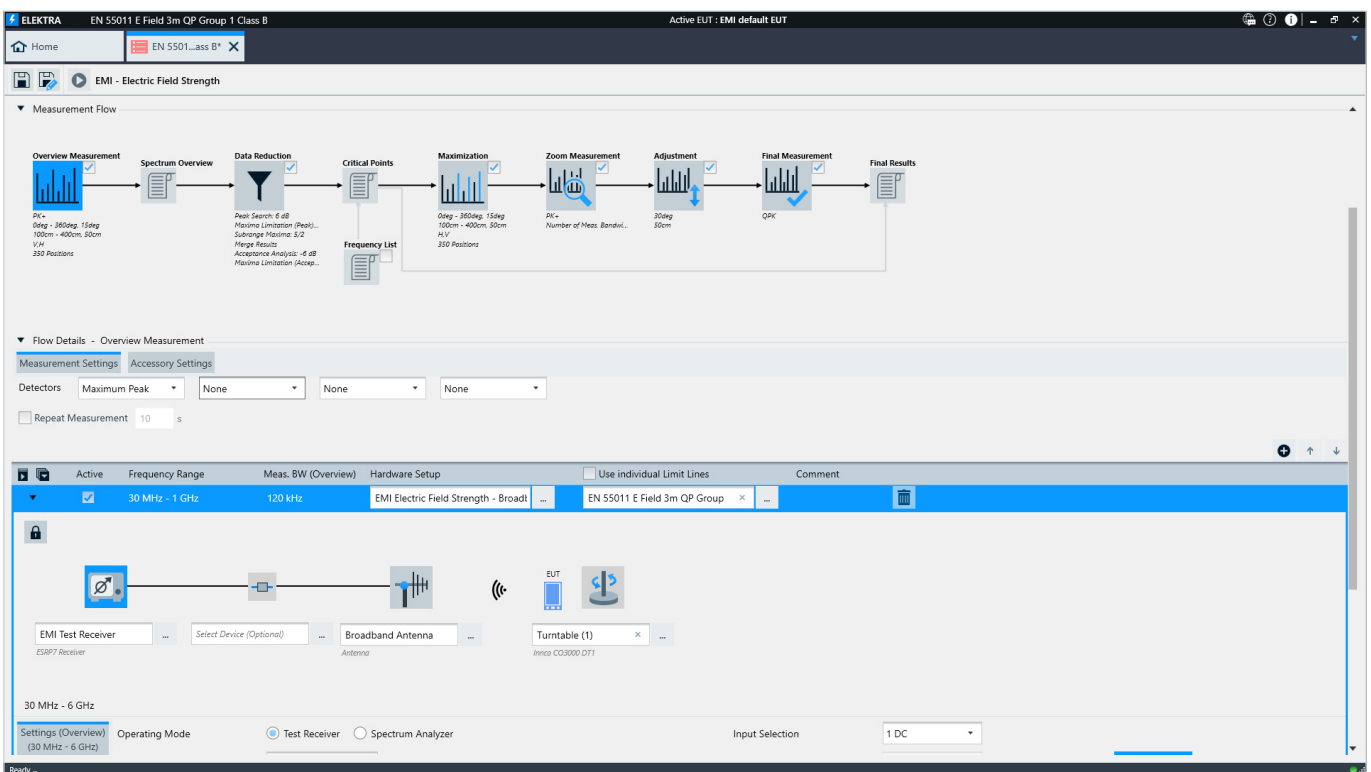 ELEKTRA EN 55011 E Field 3m QP Group 1 Class B Active EUT : EMI default EUT
Home EN 5501...ass B*
EMI - Electric Field Strength
Measurement Flow
Overview Measurement
PK+
0deg - 360deg, 15deg
100cm - 400cm, 50cm
V,H
350 Positions
Spectrum Overview
Data Reduction
Peak Search: 6 dB
Maxima Limitation (Peak)...
Subrange Maxima: 5/2
Merge Results
Acceptance Analysis: -6 dB
Maxima Limitation (Accep...
Critical Points
Frequency List
Maximization
0deg - 360deg, 15deg
100cm - 400cm, 50cm
H,V
350 Positions
Zoom Measurement
PK+
Number of Meas. Bandwi...
Adjustment
30deg
50cm
Final Measurement
QPK
Final Results
Flow Details - Overview Measurement
Measurement Settings Accessory Settings
Detectors Maximum Peak None None None
Repeat Measurement 10 s
Active Frequency Range Meas. BW (Overview) Hardware Setup Use individual Limit Lines Comment
30 MHz - 1 GHz 120 kHz EMI Electric Field Strength - Broadb ... EN 55011 E Field 3m QP Group × ...
EUT
EMI Test Receiver ... Select Device (Optional) ... Broadband Antenna ... Turntable (1) × ...
ESRP7 Receiver Antenna Innco CO3000 DT1
30 MHz - 6 GHz
Settings (Overview)
(30 MHz - 6 GHz)
Operating Mode Test Receiver Spectrum Analyzer Input Selection 1 DC
Ready ...